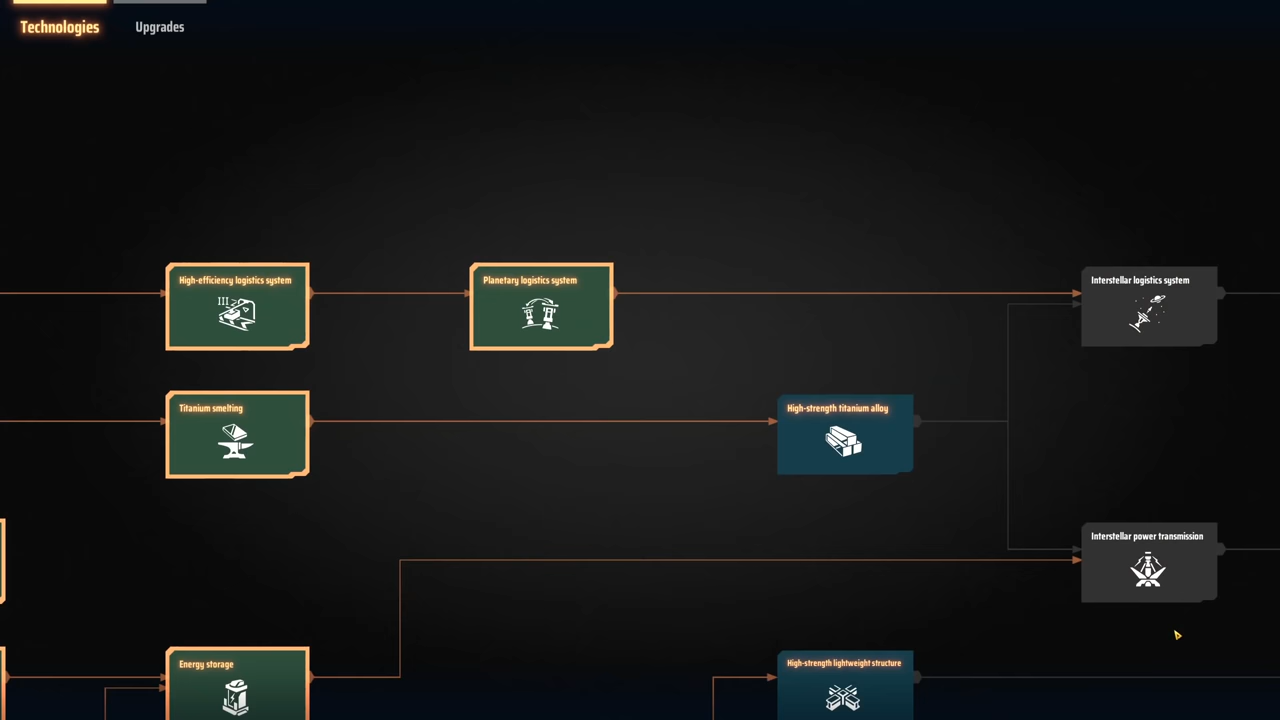 Technologies
Upgrades
High-efficiency logistics system
Planetary logistics system
Interstellar logistics system
III
Titanium smelting
High-strength titanium alloy
Interstellar power transmission
Energy storage
High-strength lightweight structure